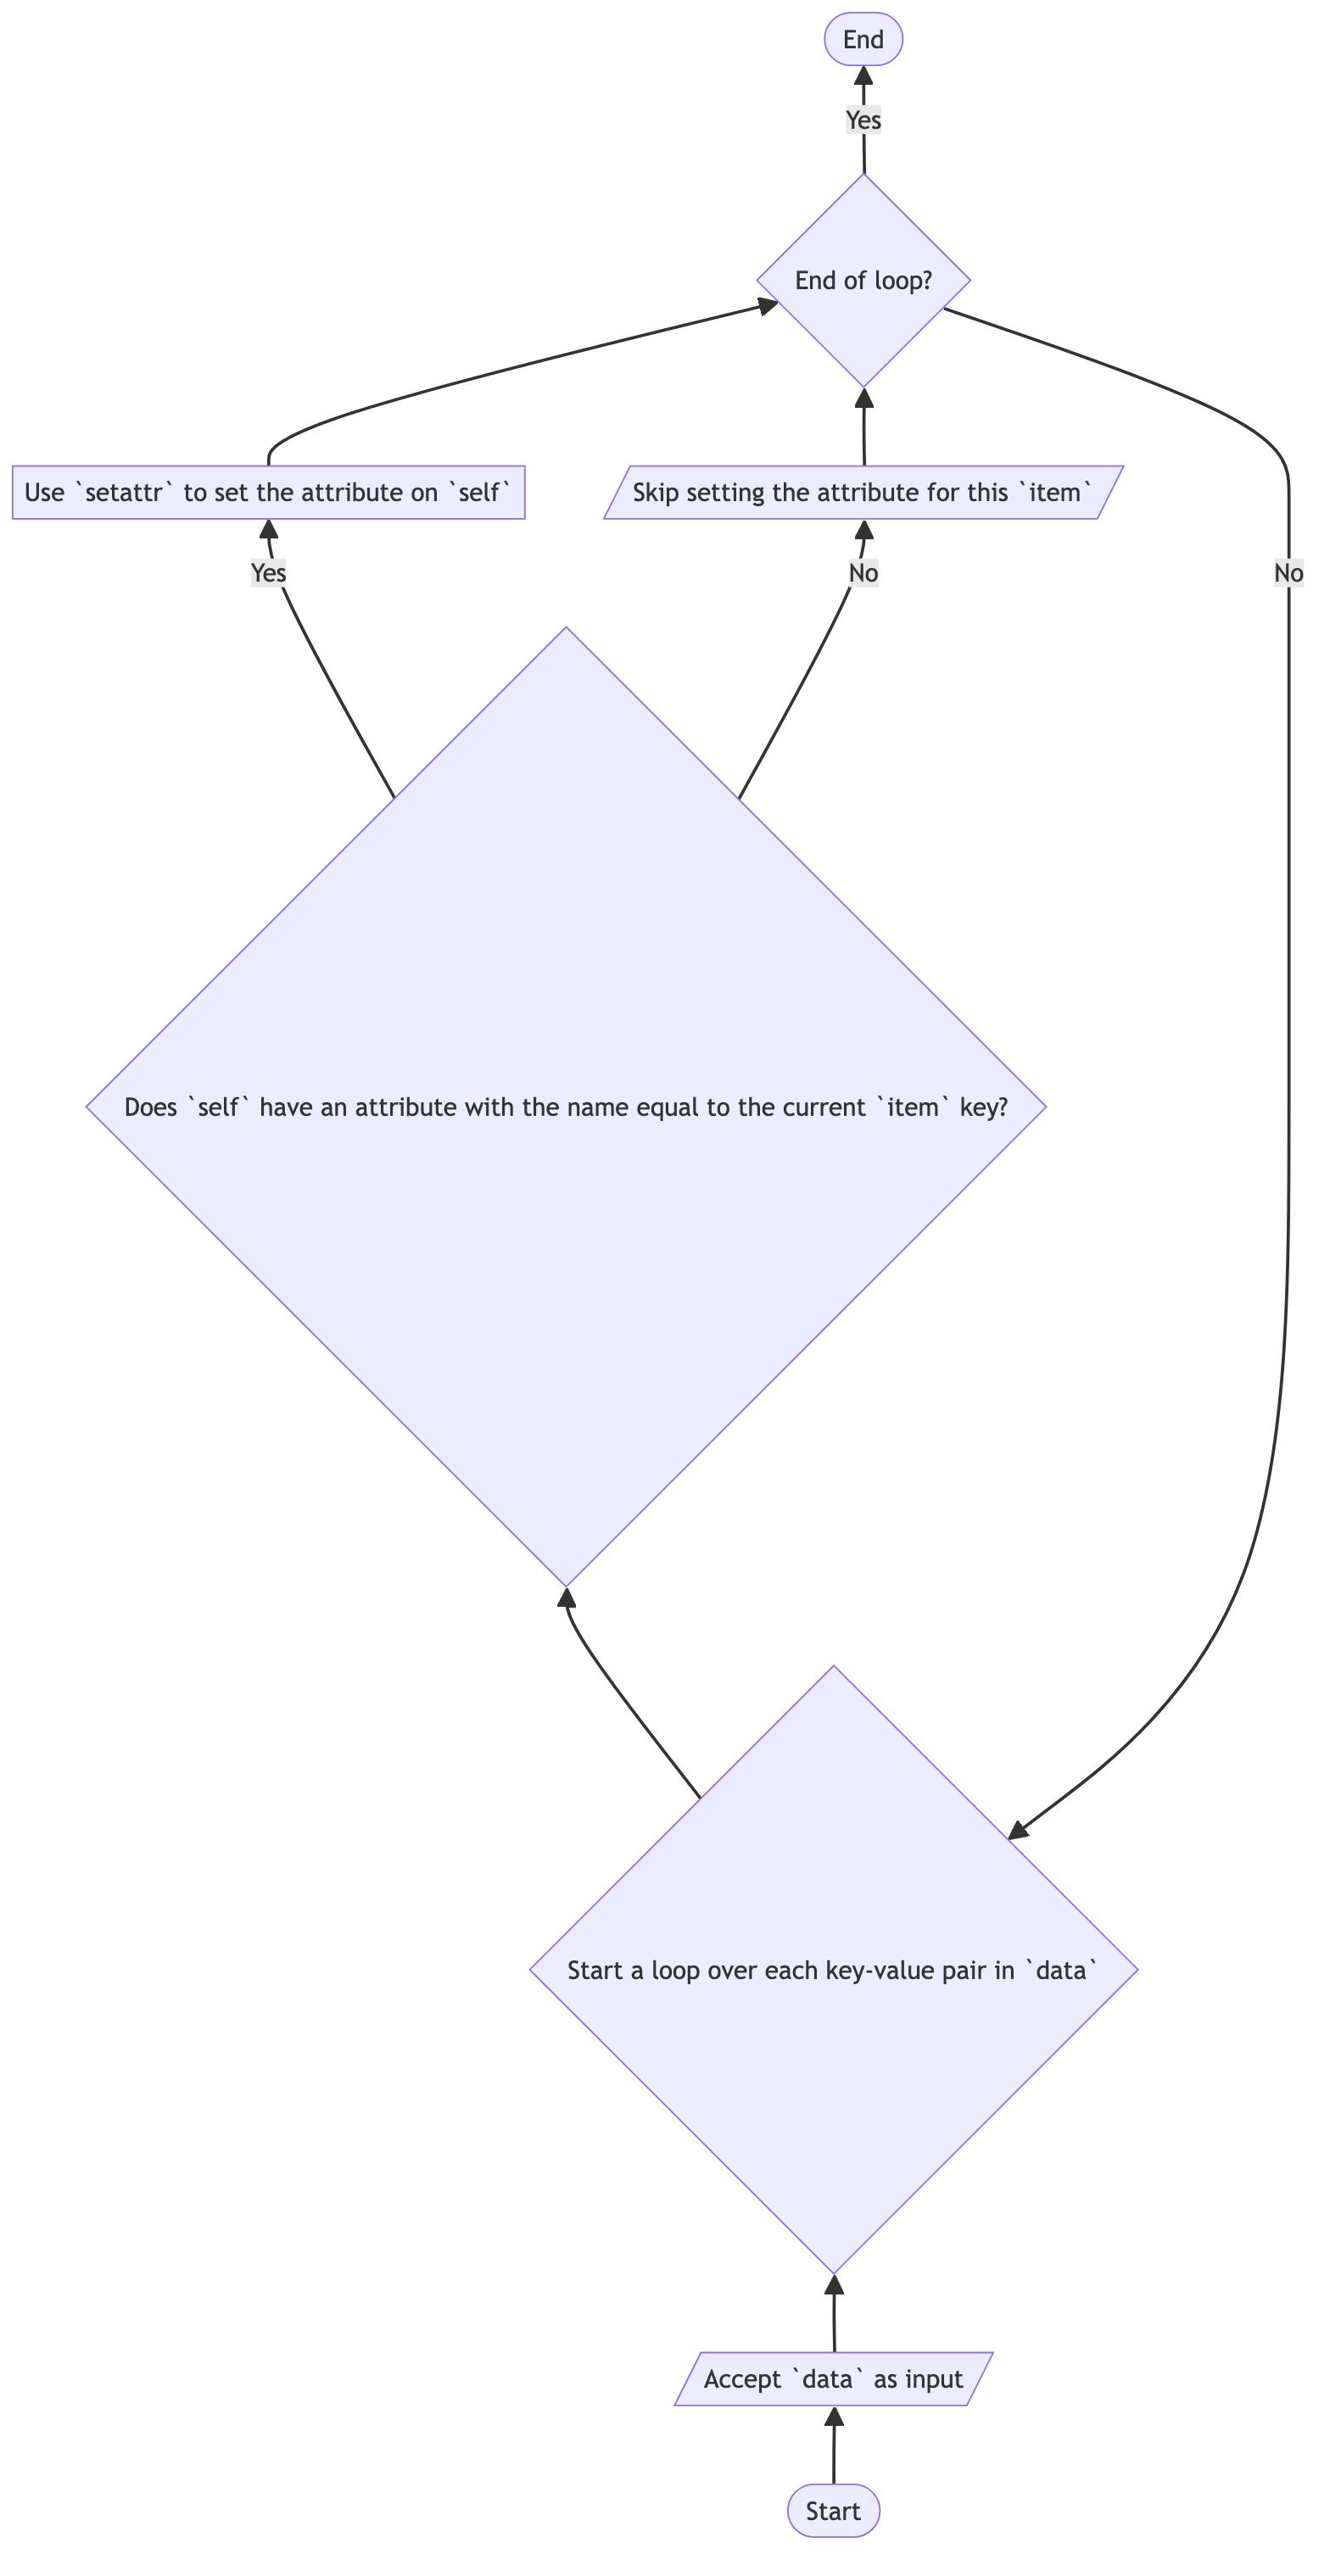 End
Yes
End of loop?
Use `setattr` to set the attribute on `self`
Skip setting the attribute for this `item`
Yes
No
No
Does `self` have an attribute with the name equal to the current `item` key?
Start a loop over each key-value pair in `data`
Accept `data` as input
Start